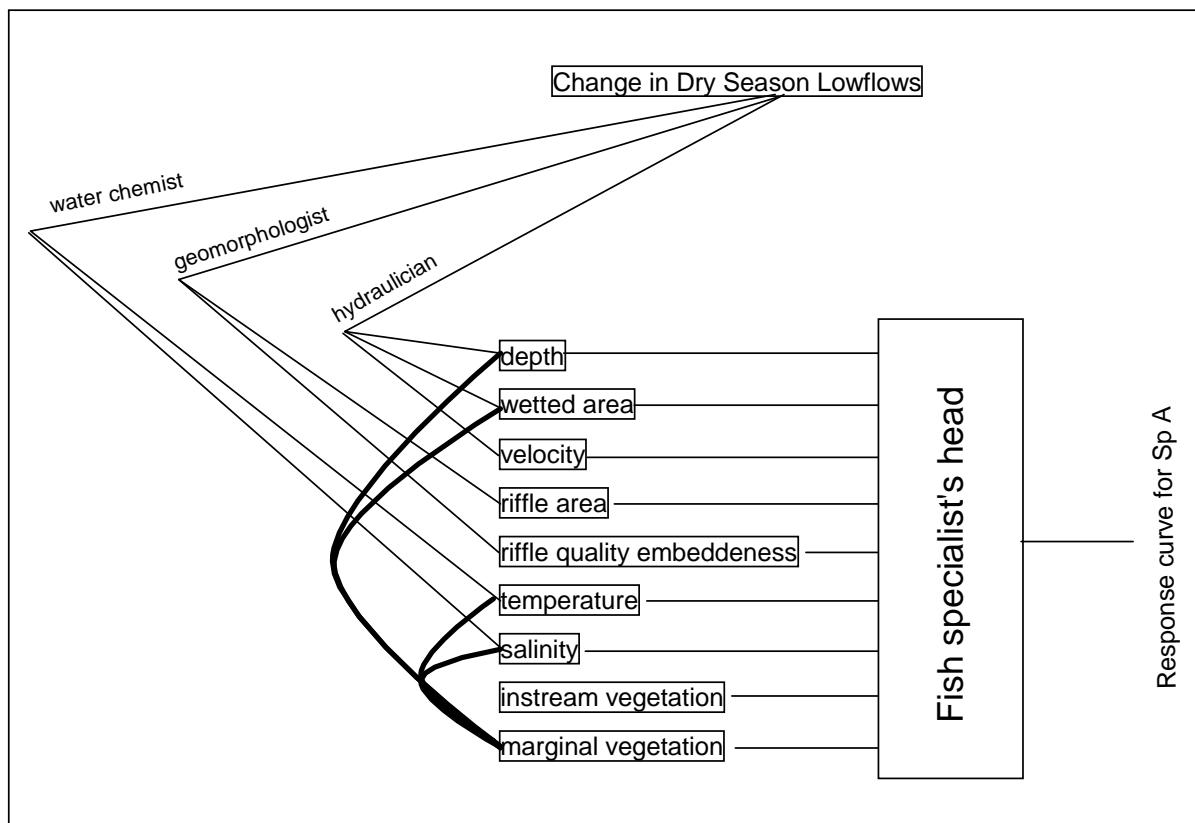 Change in Dry Season Lowflows
water chemist
geomorphologist
hydraulician
depth
wetted area
velocity
riffle area
riffle quality embeddeness
temperature
salinity
instream vegetation
marginal vegetation
Fish specialist's head
Response curve for Sp A